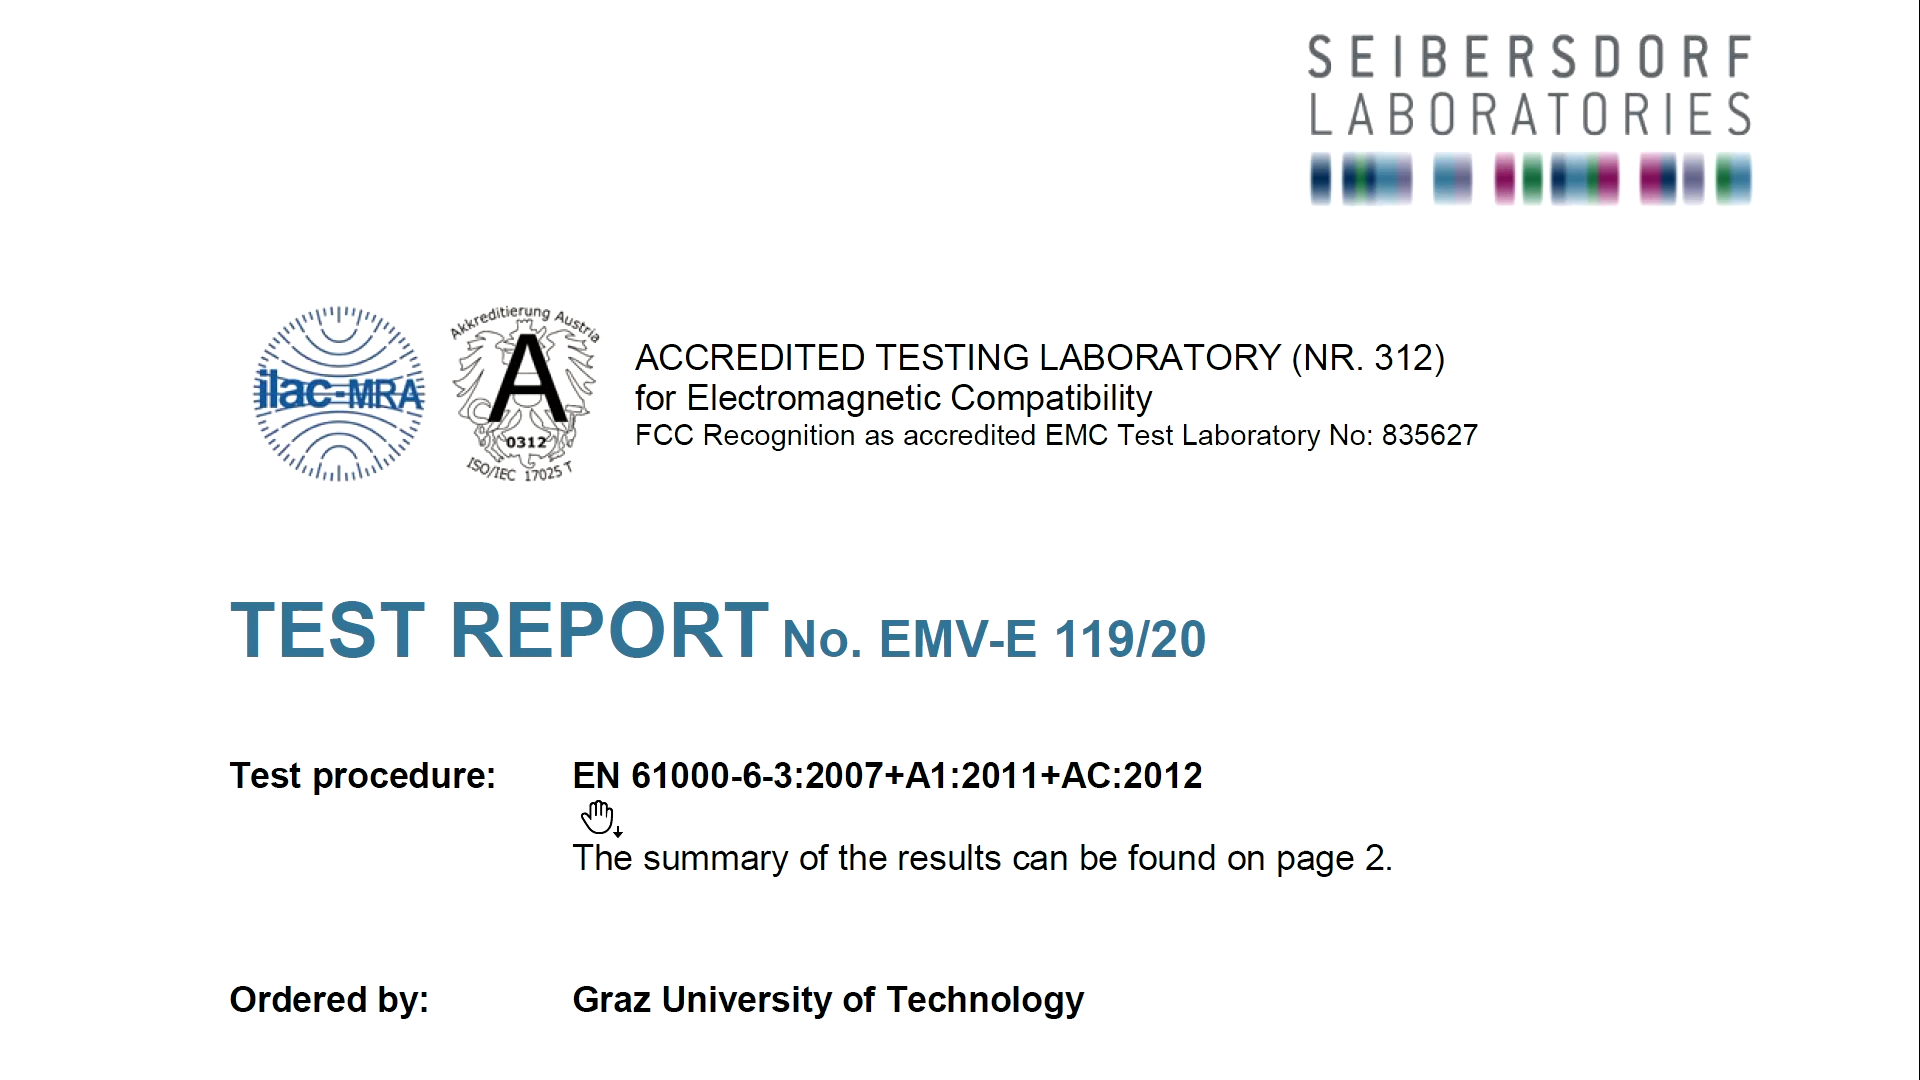 SEIBERSDORF
LABORATORIES
ilac-MRA
Akkreditierung Austria
A
0312
ISO/IEC 17025 T
ACCREDITED TESTING LABORATORY (NR. 312)
for Electromagnetic Compatibility
FCC Recognition as accredited EMC Test Laboratory No: 835627
TEST REPORT No. EMV-E 119/20
Test procedure: EN 61000-6-3:2007+A1:2011+AC:2012
The summary of the results can be found on page 2.
Ordered by: Graz University of Technology